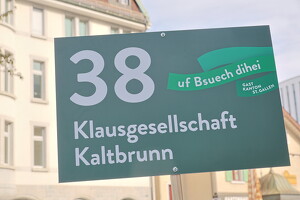 38
uf Bsuech dihei
GAST
KANTON
ST. GALLEN
Klausgesellschaft
Kaltbrunn